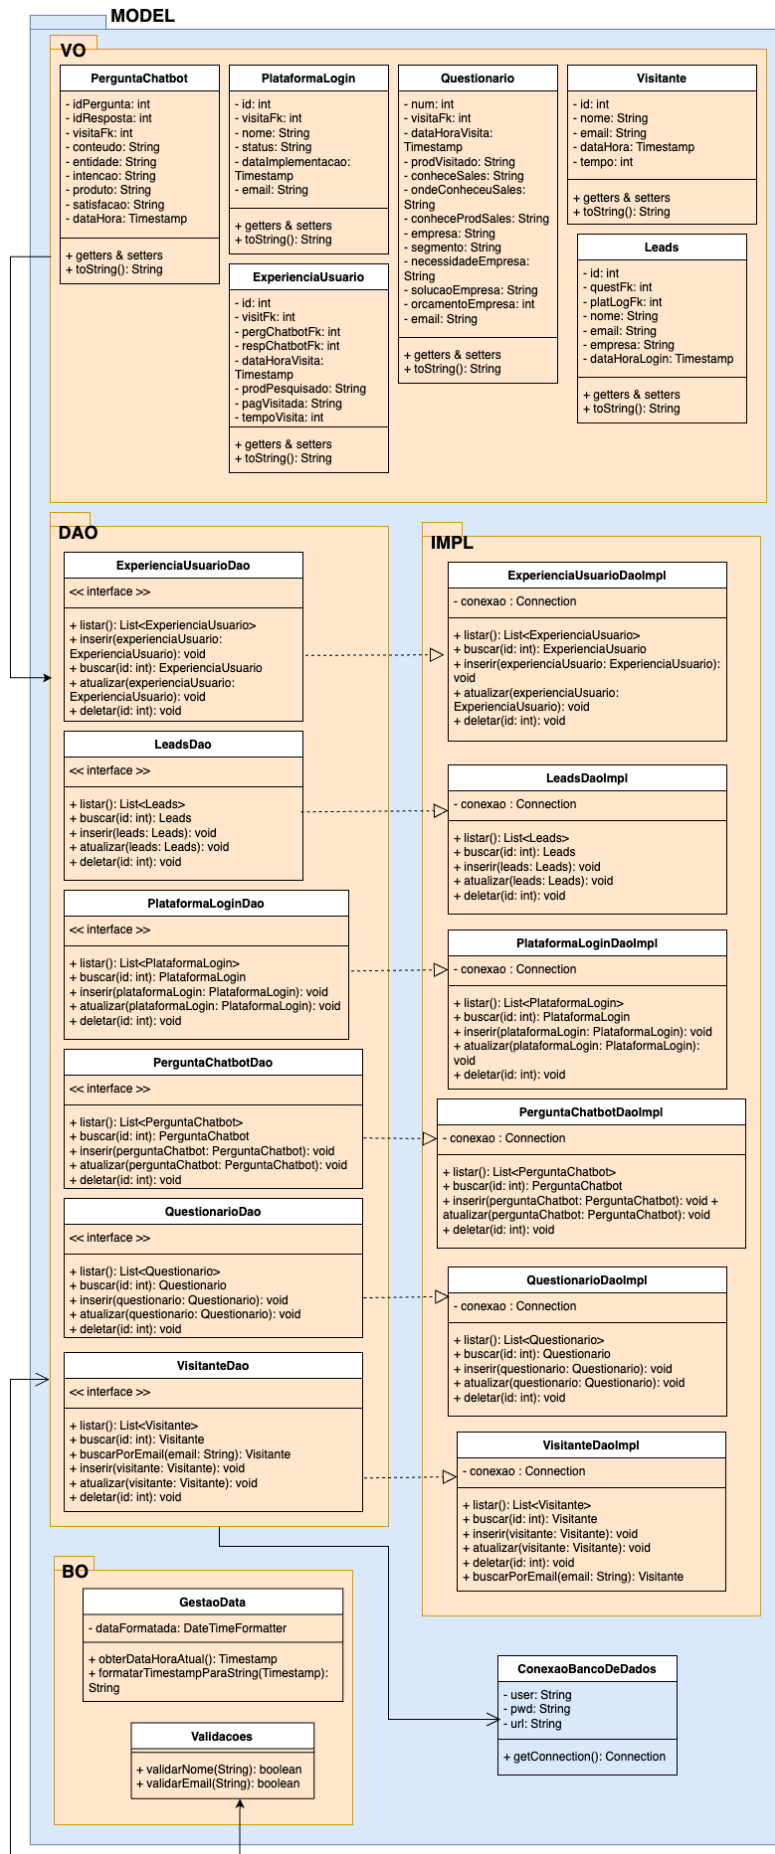 MODEL
VO
PerguntaChatbot
- idPergunta: int
- idResposta: int
- visitaFk: int
- conteudo: String
- entidade: String
- intencao: String
- produto: String
- satisfacao: String
- dataHora: Timestamp
+ getters & setters
+ toString(): String
PlataformaLogin
- id: int
- visitaFk: int
- nome: String
- status: String
- dataImplementacao:
Timestamp
- email: String
+ getters & setters
+ toString(): String
Questionario
- num: int
- visitaFk: int
- dataHoraVisita:
Timestamp
- prodVisitado: String
- conheceSales: String
- ondeConheceuSales:
String
- conheceProdSales: String
- empresa: String
- segmento: String
- necessidadeEmpresa:
String
- solucaoEmpresa: String
- orcamentoEmpresa: int
- email: String
+ getters & setters
+ toString(): String
Visitante
- id: int
- nome: String
- email: String
- dataHora: Timestamp
- tempo: int
+ getters & setters
+ toString(): String
ExperienciaUsuario
- id: int
- visitFk: int
- pergChatbotFk: int
- respChatbotFk: int
- dataHoraVisita:
Timestamp
- prodPesquisado: String
- pagVisitada: String
- tempoVisita: int
+ getters & setters
+ toString(): String
Leads
- id: int
- questFk: int
- platLogFk: int
- nome: String
- email: String
- empresa: String
- dataHoraLogin: Timestamp
+ getters & setters
+ toString(): String
DAO
ExperienciaUsuarioDao
<< interface >>
+ listar(): List<ExperienciaUsuario>
+ inserir(experienciaUsuario:
ExperienciaUsuario): void
+ buscar(id: int): ExperienciaUsuario
+ atualizar(experienciaUsuario:
ExperienciaUsuario): void
+ deletar(id: int): void
LeadsDao
<< interface >>
+ listar(): List<Leads>
+ buscar(id: int): Leads
+ inserir(leads: Leads): void
+ atualizar(leads: Leads): void
+ deletar(id: int): void
PlataformaLoginDao
<< interface >>
+ listar(): List<PlataformaLogin>
+ buscar(id: int): PlataformaLogin
+ inserir(plataformaLogin: PlataformaLogin): void
+ atualizar(plataformaLogin: PlataformaLogin): void
+ deletar(id: int): void
PerguntaChatbotDao
<< interface >>
+ listar(): List<PerguntaChatbot>
+ buscar(id: int): PerguntaChatbot
+ inserir(perguntaChatbot: PerguntaChatbot): void
+ atualizar(perguntaChatbot: PerguntaChatbot): void
+ deletar(id: int): void
QuestionarioDao
<< interface >>
+ listar(): List<Questionario>
+ buscar(id: int): Questionario
+ inserir(questionario: Questionario): void
+ atualizar(questionario: Questionario): void
+ deletar(id: int): void
VisitanteDao
<< interface >>
+ listar(): List<Visitante>
+ buscar(id: int): Visitante
+ buscarPorEmail(email: String): Visitante
+ inserir(visitante: Visitante): void
+ atualizar(visitante: Visitante): void
+ deletar(id: int): void
IMPL
ExperienciaUsuarioDaoImpl
- conexao : Connection
+ listar(): List<ExperienciaUsuario>
+ buscar(id: int): ExperienciaUsuario
+ inserir(experienciaUsuario: ExperienciaUsuario):
void
+ atualizar(experienciaUsuario:
ExperienciaUsuario): void
+ deletar(id: int): void
LeadsDaoImpl
- conexao : Connection
+ listar(): List<Leads>
+ buscar(id: int): Leads
+ inserir(leads: Leads): void
+ atualizar(leads: Leads): void
+ deletar(id: int): void
PlataformaLoginDaoImpl
- conexao : Connection
+ listar(): List<PlataformaLogin>
+ buscar(id: int): PlataformaLogin
+ inserir(plataformaLogin: PlataformaLogin): void
+ atualizar(plataformaLogin: PlataformaLogin):
void
+ deletar(id: int): void
PerguntaChatbotDaoImpl
- conexao : Connection
+ listar(): List<PerguntaChatbot>
+ buscar(id: int): PerguntaChatbot
+ inserir(perguntaChatbot: PerguntaChatbot): void +
atualizar(perguntaChatbot: PerguntaChatbot): void
+ deletar(id: int): void
QuestionarioDaoImpl
- conexao : Connection
+ listar(): List<Questionario>
+ buscar(id: int): Questionario
+ inserir(questionario: Questionario): void
+ atualizar(questionario: Questionario): void
+ deletar(id: int): void
VisitanteDaoImpl
- conexao : Connection
+ listar(): List<Visitante>
+ buscar(id: int): Visitante
+ inserir(visitante: Visitante): void
+ atualizar(visitante: Visitante): void
+ deletar(id: int): void
+ buscarPorEmail(email: String): Visitante
BO
GestaoData
- dataFormatada: DateTimeFormatter
+ obterDataHoraAtual(): Timestamp
+ formatarTimestampParaString(Timestamp):
String
Validacoes
+ validarNome(String): boolean
+ validarEmail(String): boolean
ConexaoBancoDeDados
- user: String
- pwd: String
- url: String
+ getConnection(): Connection